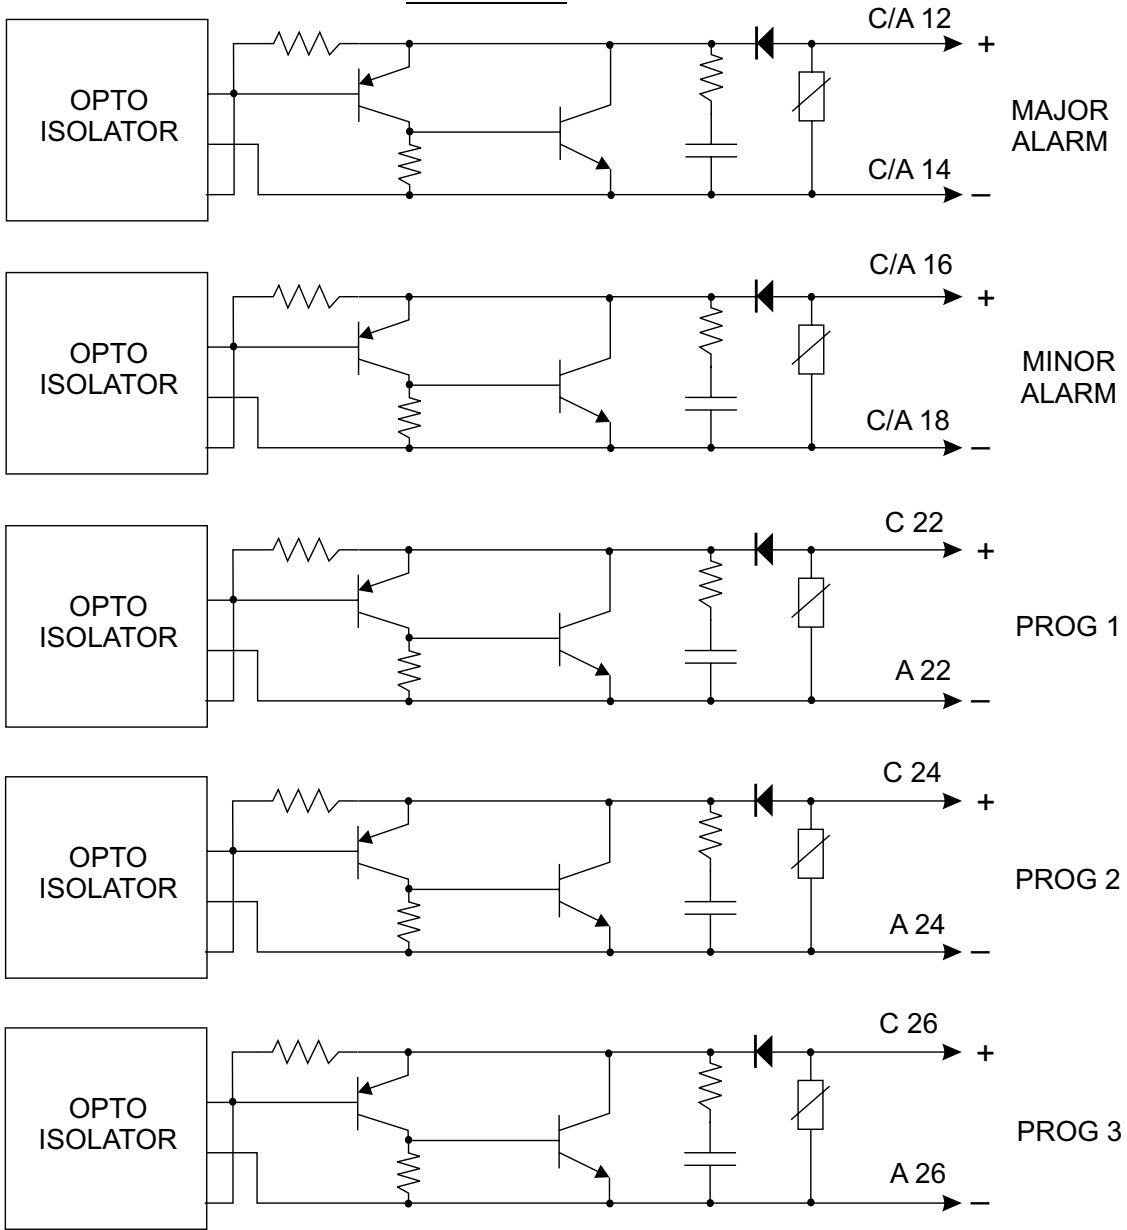 C/A 12
+
OPTO
ISOLATOR
MAJOR
ALARM
C/A 14
–
C/A 16
+
OPTO
ISOLATOR
MINOR
ALARM
C/A 18
–
C 22
+
OPTO
ISOLATOR
PROG 1
A 22
–
C 24
+
OPTO
ISOLATOR
PROG 2
A 24
–
C 26
+
OPTO
ISOLATOR
PROG 3
A 26
–